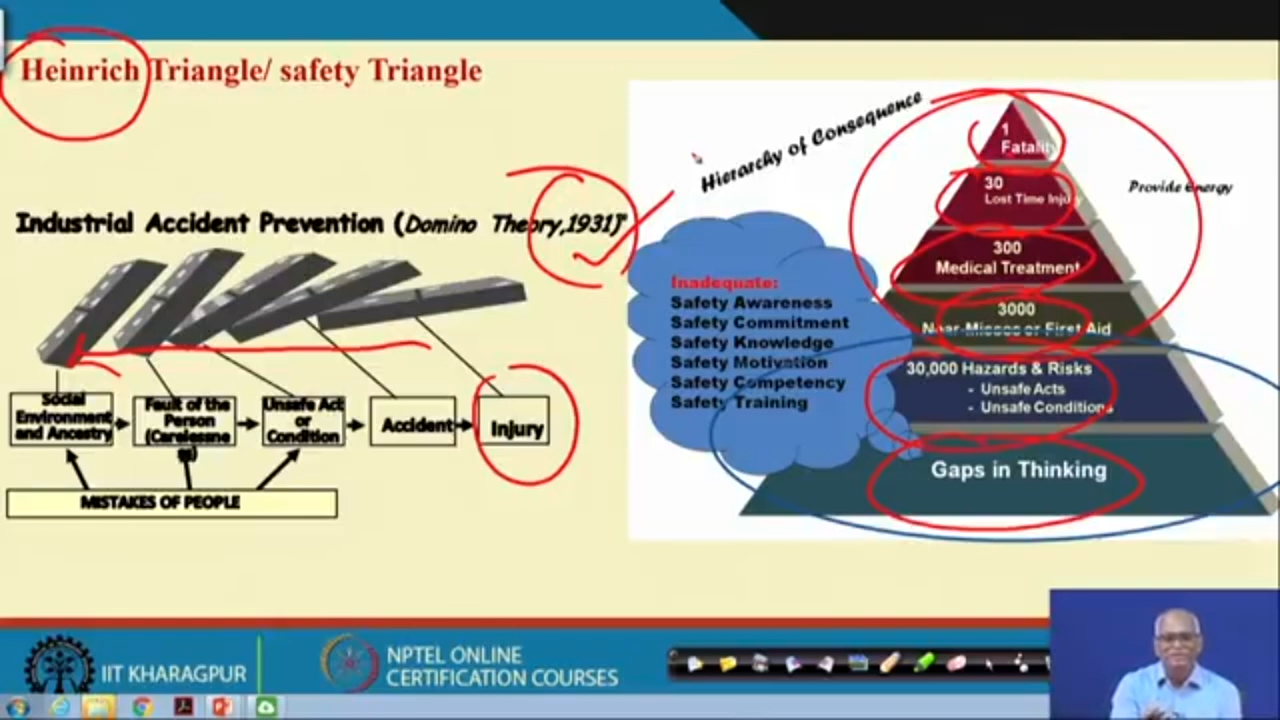 Heinrich Triangle/ safety Triangle
Industrial Accident Prevention (Domino Theory,1931)"
Social
Environment
and Ancestry
Fault of the
Person
(Carelessne
s)
Unsafe Act
or
Condition
Accident
Injury
MISTAKES OF PEOPLE
Hierarchy of Consequence
Provide Energy
1
Fatality
30
Lost Time Injury
300
Medical Treatment
3000
Near-Misses or First Aid
30,000 Hazards & Risks
- Unsafe Acts
- Unsafe Conditions
Gaps in Thinking
Inadequate:
Safety Awareness
Safety Commitment
Safety Knowledge
Safety Motivation
Safety Competency
Safety Training
IIT KHARAGPUR
NPTEL ONLINE
CERTIFICATION COURSES